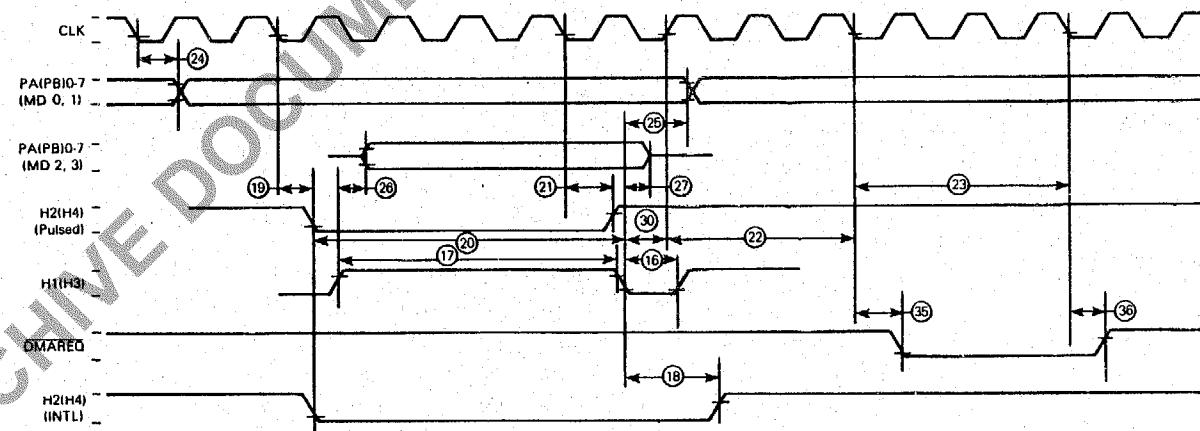 CLK
24
PA(PB)0-7
(MD 0, 1)
25
PA(PB)0-7
(MD 2, 3)
19
26
21
27
23
H2(H4)
(Pulsed)
20
30
22
17
16
H1(H3)
35
36
DMAREQ
18
H2(H4)
(INTL)
CHIVE DOCUME